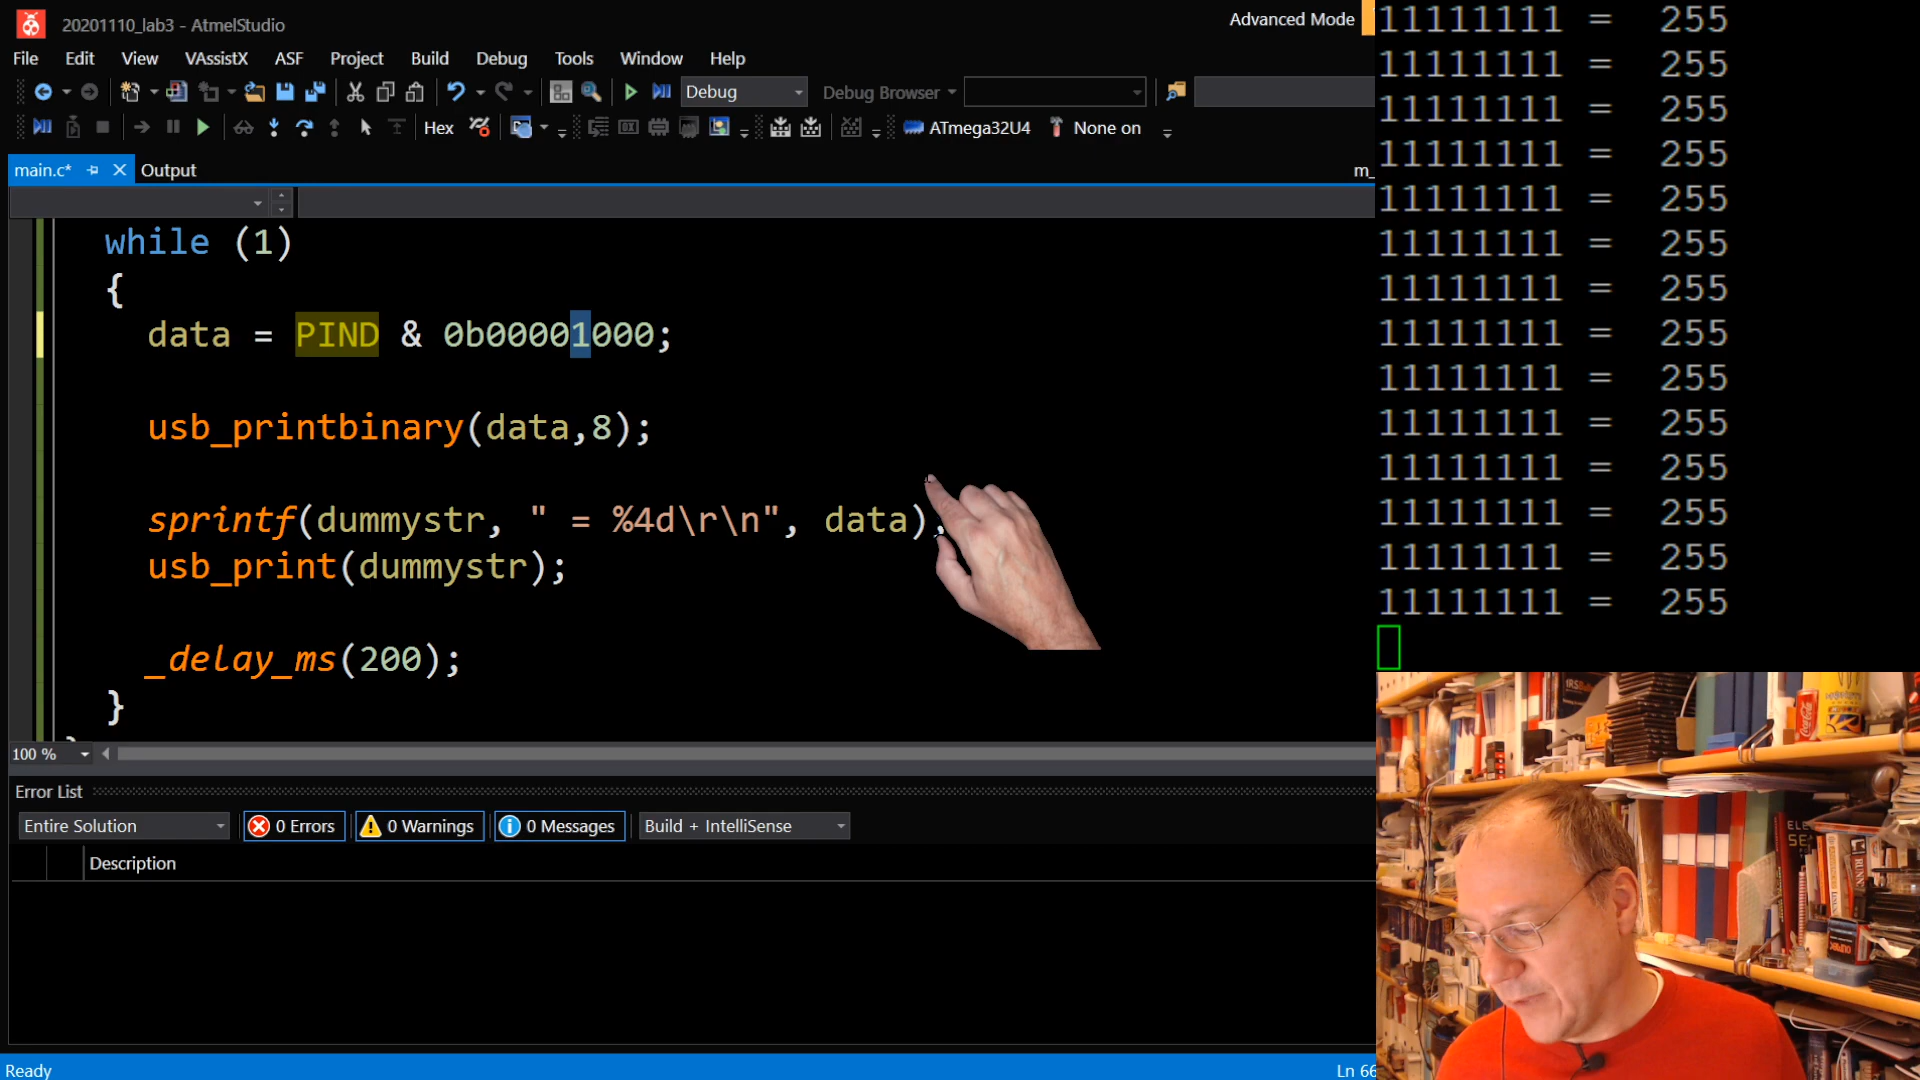 20201110_lab3 - AtmelStudio
Advanced Mode
File Edit View VAssistX ASF Project Build Debug Tools Window Help
Debug
Debug Browser
Hex
ATmega32U4
None on
main.c*
Output
m_
while (1)
{
data = PIND & 0b00001000;
usb_printbinary(data,8);
sprintf(dummystr, " = %4d\r\n", data);
usb_print(dummystr);
_delay_ms(200);
}
100 %
Error List
Entire Solution
0 Errors
0 Warnings
0 Messages
Build + IntelliSense
Description
Ready
Ln 66
11111111 = 255
11111111 = 255
11111111 = 255
11111111 = 255
11111111 = 255
11111111 = 255
11111111 = 255
11111111 = 255
11111111 = 255
11111111 = 255
11111111 = 255
11111111 = 255
11111111 = 255
11111111 = 255